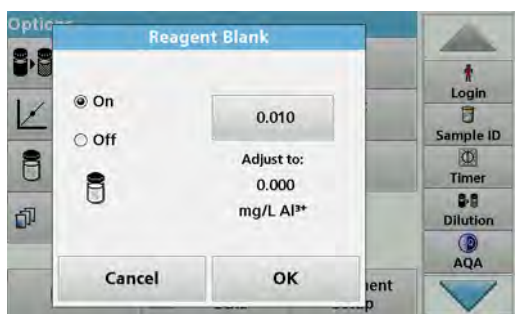 Options
Reagent Blank
On
Off
0.010
Adjust to:
0.000
mg/L Al³⁺
Cancel
OK
Login
Sample ID
Timer
Dilution
AQA